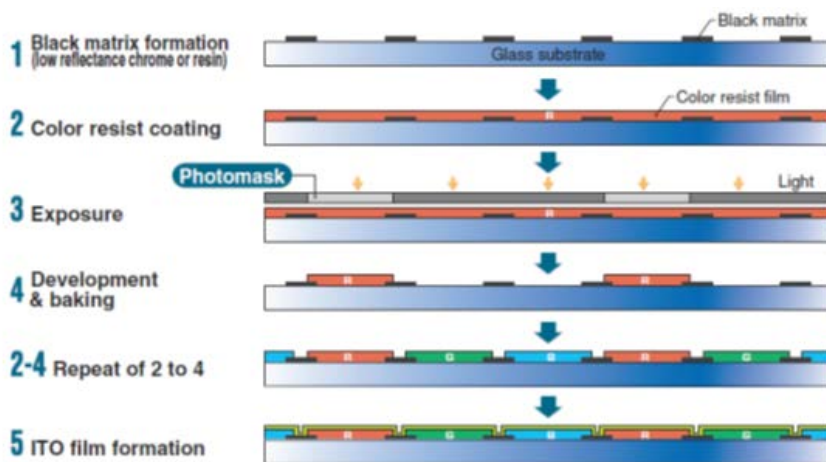 1 Black matrix formation
(low reflectance chrome or resin)
Black matrix
Glass substrate
2 Color resist coating
Color resist film
R
Photomask
Light
3 Exposure
R
4 Development
& baking
R R
2-4 Repeat of 2 to 4
R G B R G
5 ITO film formation
R G B R G